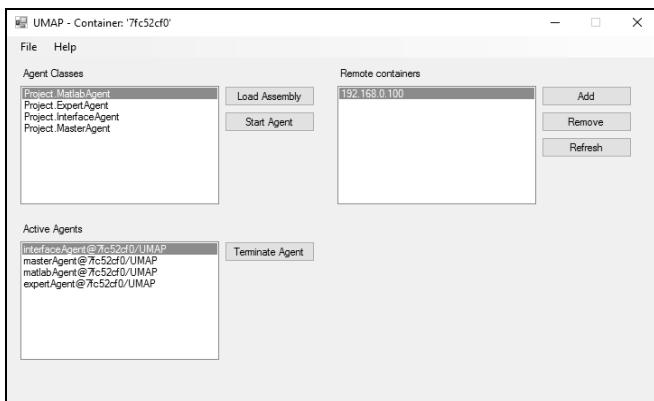 UMAP - Container: '7fc52cf0'
File Help
Agent Classes
Project.MatlabAgent
Project.ExpertAgent
Project.InterfaceAgent
Project.MasterAgent
Load Assembly
Start Agent
Remote containers
192.168.0.100
Add
Remove
Refresh
Active Agents
interfaceAgent@7fc52cf0/UMAP
masterAgent@7fc52cf0/UMAP
matlabAgent@7fc52cf0/UMAP
expertAgent@7fc52cf0/UMAP
Terminate Agent